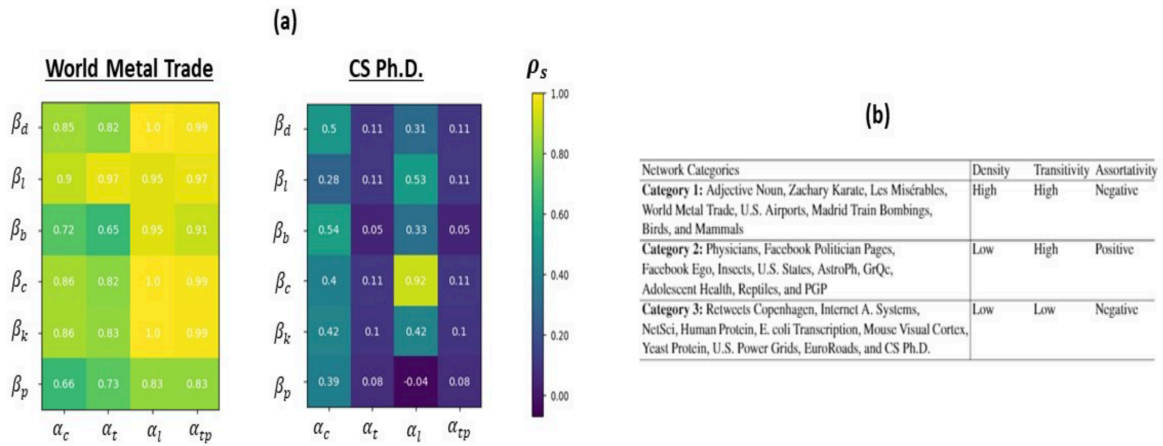 (a)
World Metal Trade
CS Ph.D.
ρs
βd 0.85 0.82 1.0 0.99
βl 0.9 0.97 0.95 0.97
βb 0.72 0.65 0.95 0.91
βc 0.86 0.82 1.0 0.99
βk 0.86 0.83 1.0 0.99
βp 0.66 0.73 0.83 0.83
αc αt αl αtp
βd 0.5 0.11 0.31 0.11
βl 0.28 0.11 0.53 0.11
βb 0.54 0.05 0.33 0.05
βc 0.4 0.11 0.92 0.11
βk 0.42 0.1 0.42 0.1
βp 0.39 0.08 -0.04 0.08
αc αt αl αtp
1.00
0.80
0.60
0.40
0.20
0.00
(b)
Network Categories Density Transitivity Assortativity
Category 1: Adjective Noun, Zachary Karate, Les Misérables, High High Negative
World Metal Trade, U.S. Airports, Madrid Train Bombings,
Birds, and Mammals
Category 2: Physicians, Facebook Politician Pages, Low High Positive
Facebook Ego, Insects, U.S. States, AstroPh, GrQc,
Adolescent Health, Reptiles, and PGP
Category 3: Retweets Copenhagen, Internet A. Systems, Low Low Negative
NetSci, Human Protein, E. coli Transcription, Mouse Visual Cortex,
Yeast Protein, U.S. Power Grids, EuroRoads, and CS Ph.D.